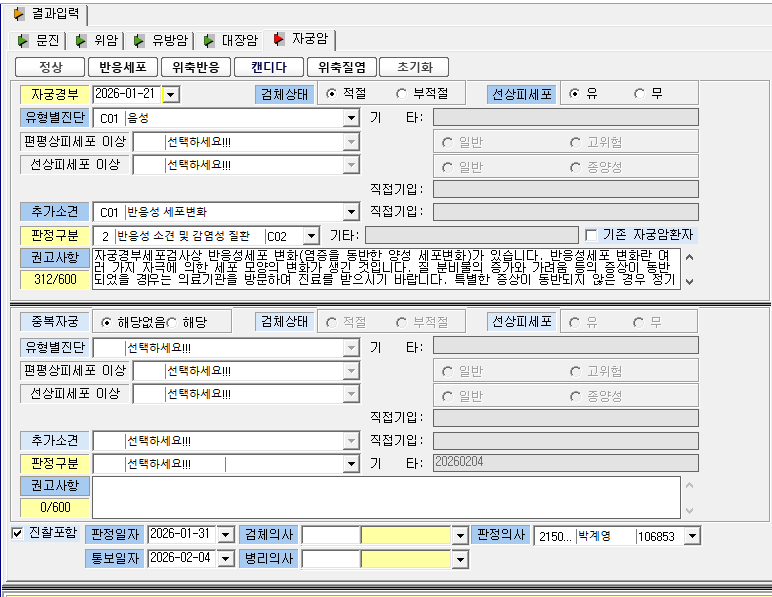 결과입력
문진 위암 유방암 대장암 자궁암
정상 반응세포 위축반응 캔디다 위축질염 초기화
자궁경부 2026-01-21 검체상태 적절 부적절 선상피세포 유 무
유형별진단 C01 음성 기 타:
편평상피세포 이상 선택하세요!!! 일반 고위험
선상피세포 이상 선택하세요!!! 일반 종양성
직접기입:
추가소견 C01 반응성 세포변화 직접기입:
판정구분 2 반응성 소견 및 감염성 질환 C02 기타: 기존 자궁암환자
권고사항 자궁경부세포검사상 반응성세포 변화(염증을 동반한 양성 세포변화)가 있습니다. 반응성세포 변화란 여
러 가지 자극에 의한 세포 모양의 변화가 생긴 것입니다. 질 분비물의 증가와 가려움 등의 증상이 동반
312/600 되었을 경우는 의료기관을 방문하여 진료를 받으시기 바랍니다. 특별한 증상이 동반되지 않은 경우 정기
중복자궁 해당없음 해당 검체상태 적절 부적절 선상피세포 유 무
유형별진단 선택하세요!!! 기 타:
편평상피세포 이상 선택하세요!!! 일반 고위험
선상피세포 이상 선택하세요!!! 일반 종양성
직접기입:
추가소견 선택하세요!!! 직접기입:
판정구분 선택하세요!!! 기 타: 20260204
권고사항
0/600
진찰포함 판정일자 2026-01-31 검체의사 판정의사 2150... 박계영 106853
통보일자 2026-02-04 병리의사